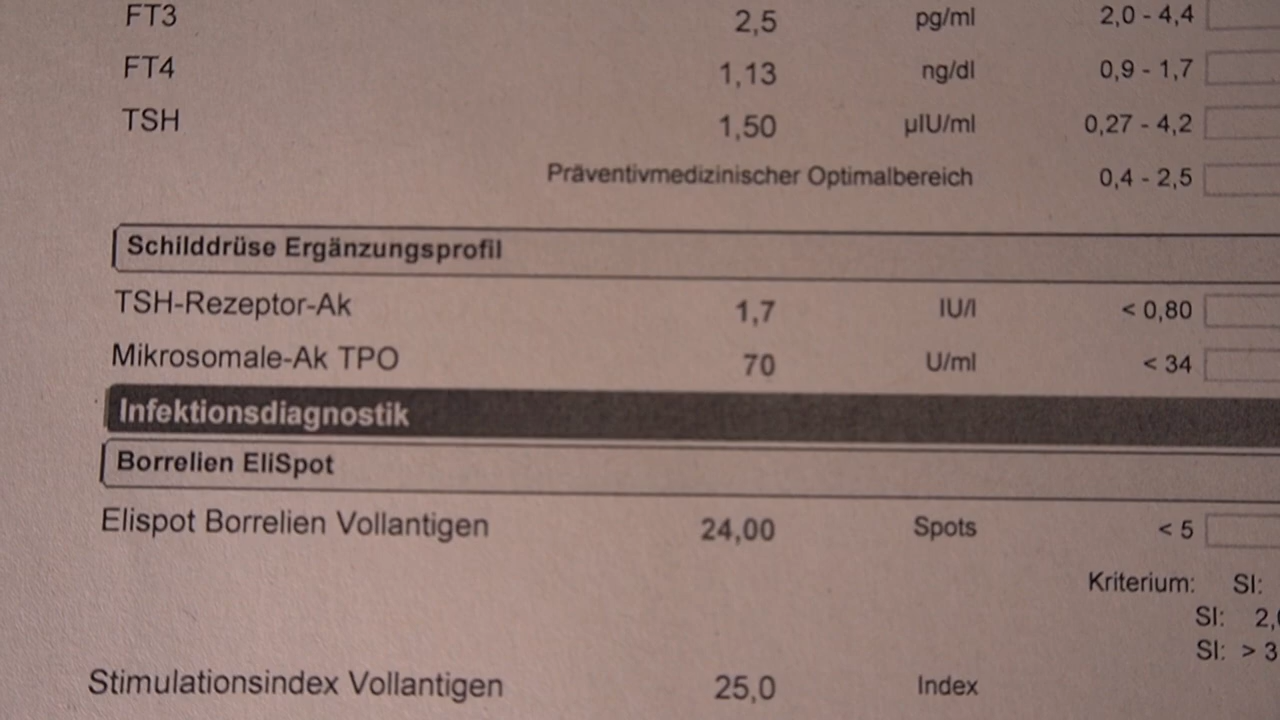 FT3 2,5 pg/ml 2,0 - 4,4
FT4 1,13 ng/dl 0,9 - 1,7
TSH 1,50 µIU/ml 0,27 - 4,2
Präventivmedizinischer Optimalbereich 0,4 - 2,5
Schilddrüse Ergänzungsprofil
TSH-Rezeptor-Ak 1,7 IU/l < 0,80
Mikrosomale-Ak TPO 70 U/ml < 34
Infektionsdiagnostik
Borrelien EliSpot
Elispot Borrelien Vollantigen 24,00 Spots < 5
Kriterium: SI:
SI: 2,
SI: > 3
Stimulationsindex Vollantigen 25,0 Index